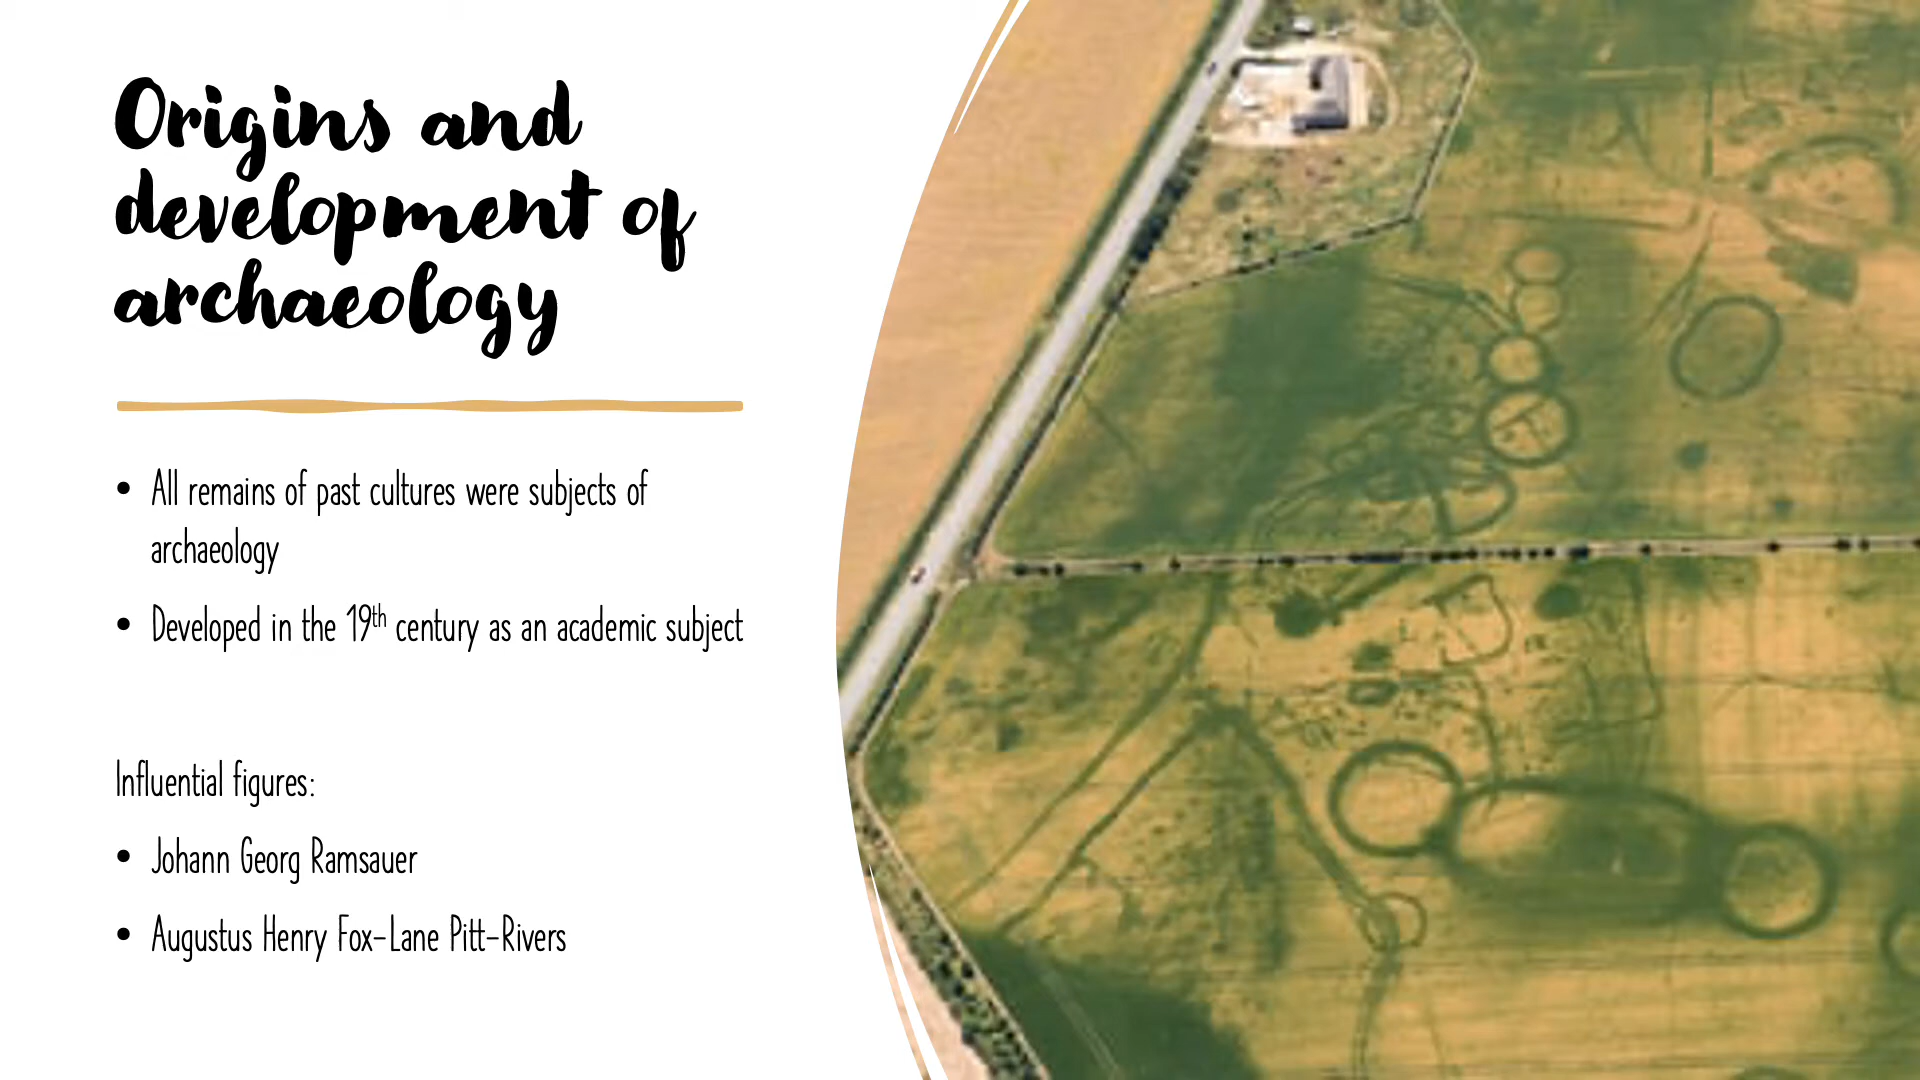 Origins and
development of
archaeology
• All remains of past cultures were subjects of
archaeology
• Developed in the 19th century as an academic subject
Influential figures:
• Johann Georg Ramsauer
• Augustus Henry Fox-Lane Pitt-Rivers